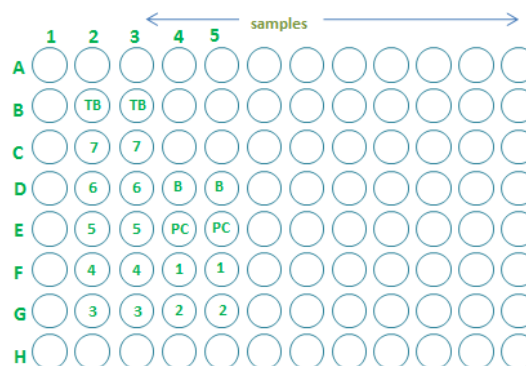 samples
1 2 3 4 5
A
B TB TB
C 7 7
D 6 6 B B
E 5 5 PC PC
F 4 4 1 1
G 3 3 2 2
H